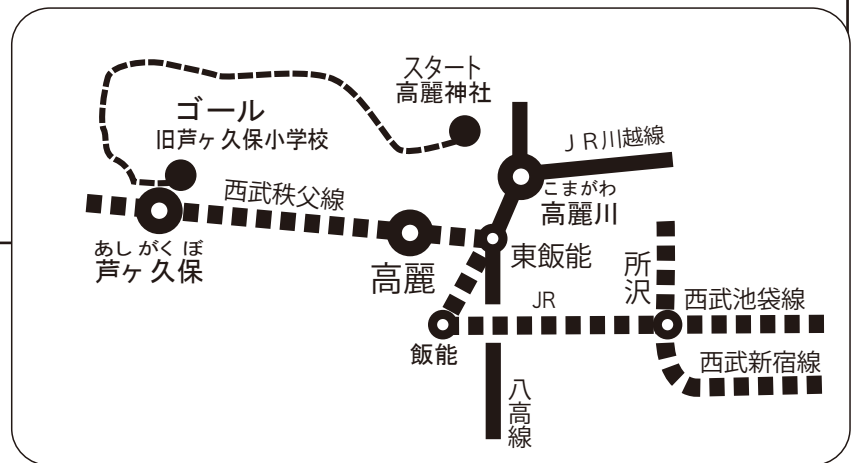 スタート
高麗神社
ゴール
旧芦ヶ久保小学校
JR川越線
西武秩父線
こまがわ
高麗川
あしがくぼ
芦ヶ久保
高麗
東飯能
所沢
JR
西武池袋線
飯能
西武新宿線
八高線